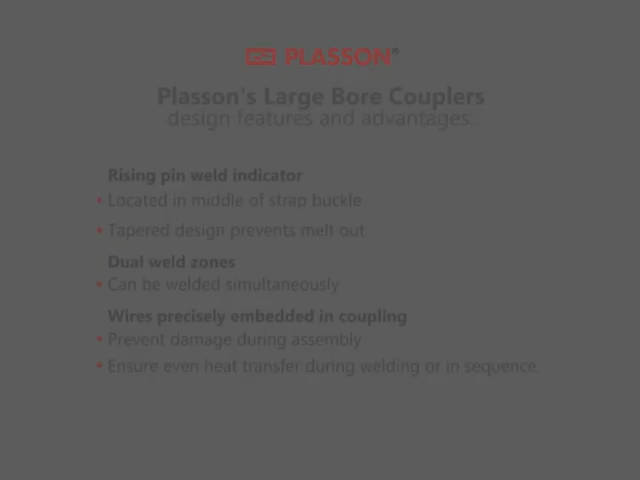 PLASSON®
Plasson's Large Bore Couplers
design features and advantages:
Rising pin weld indicator
• Located in middle of strap buckle
• Tapered design prevents melt out
Dual weld zones
• Can be welded simultaneously
Wires precisely embedded in coupling
• Prevent damage during assembly
• Ensure even heat transfer during welding or in sequence.